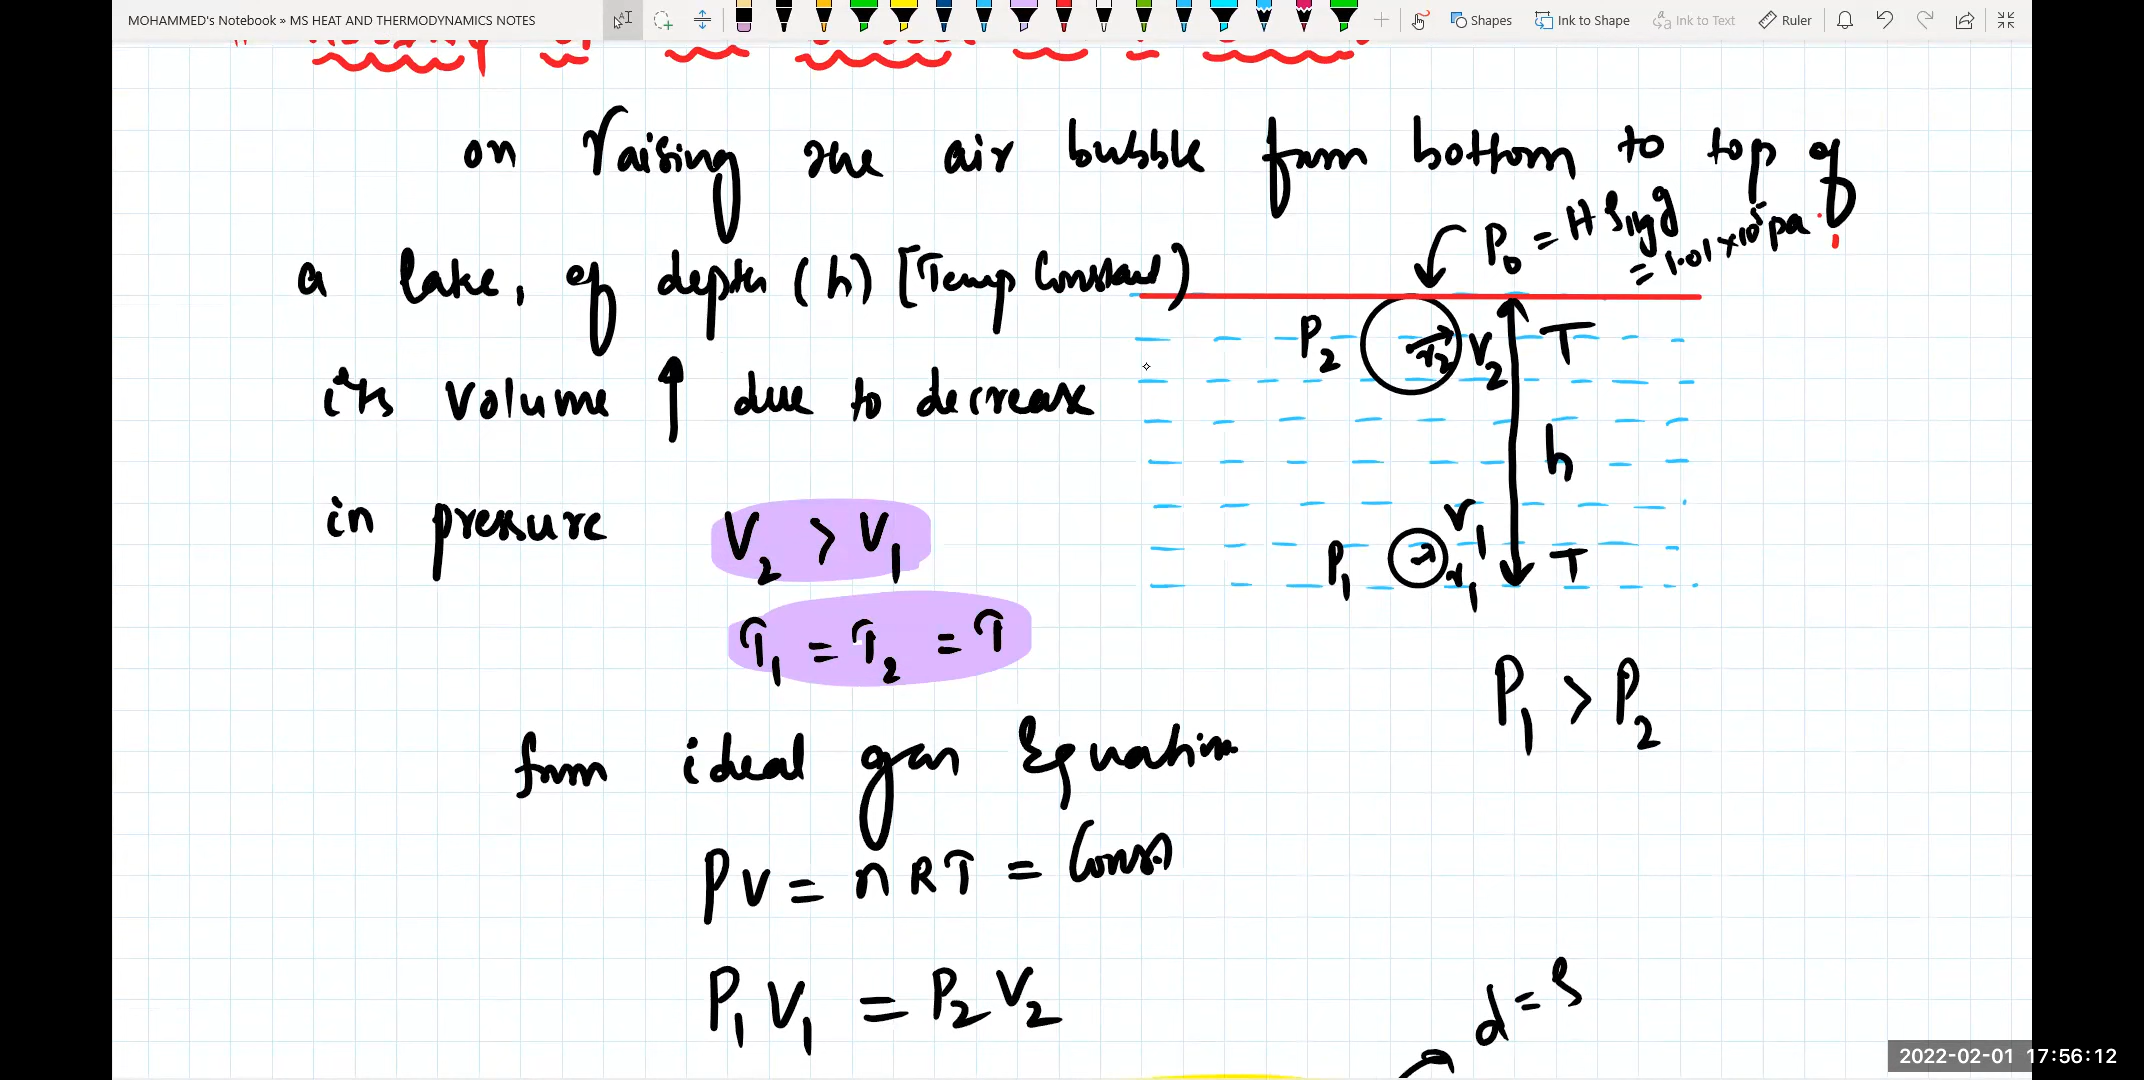 MOHAMMED's Notebook » MS HEAT AND THERMODYNAMICS NOTES
Shapes Ink to Shape Ink to Text Ruler
on raising the air bubble from bottom to top of
a lake, of depth (h) [Temp Constant)
P₀ = H ρHg g
= 1.01 × 10⁵ pa
its volume ↑ due to decrease
P₂ r₂ V₂ T
h
in pressure V₂ > V₁
P₁ r₁ V₁ T
T₁ = T₂ = T
P₁ > P₂
from ideal gas Equation
PV = nRT = Const
P₁V₁ = P₂V₂
d = ρ
2022-02-01 17:56:12